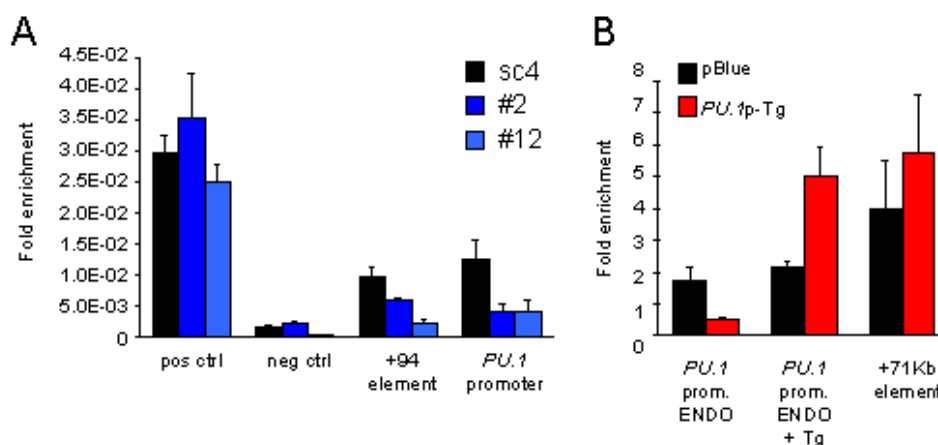 A
Fold enrichment
4.5E-02
4.0E-02
3.5E-02
3.0E-02
2.5E-02
2.0E-02
1.5E-02
1.0E-02
5.0E-03
0
sc4
#2
#12
pos ctrl
neg ctrl
+94
element
PU.1
promoter
B
Fold enrichment
8
7
6
5
4
3
2
1
0
pBlue
PU.1p-Tg
PU.1
prom.
ENDO
PU.1
prom.
ENDO
+ Tg
+71Kb
element